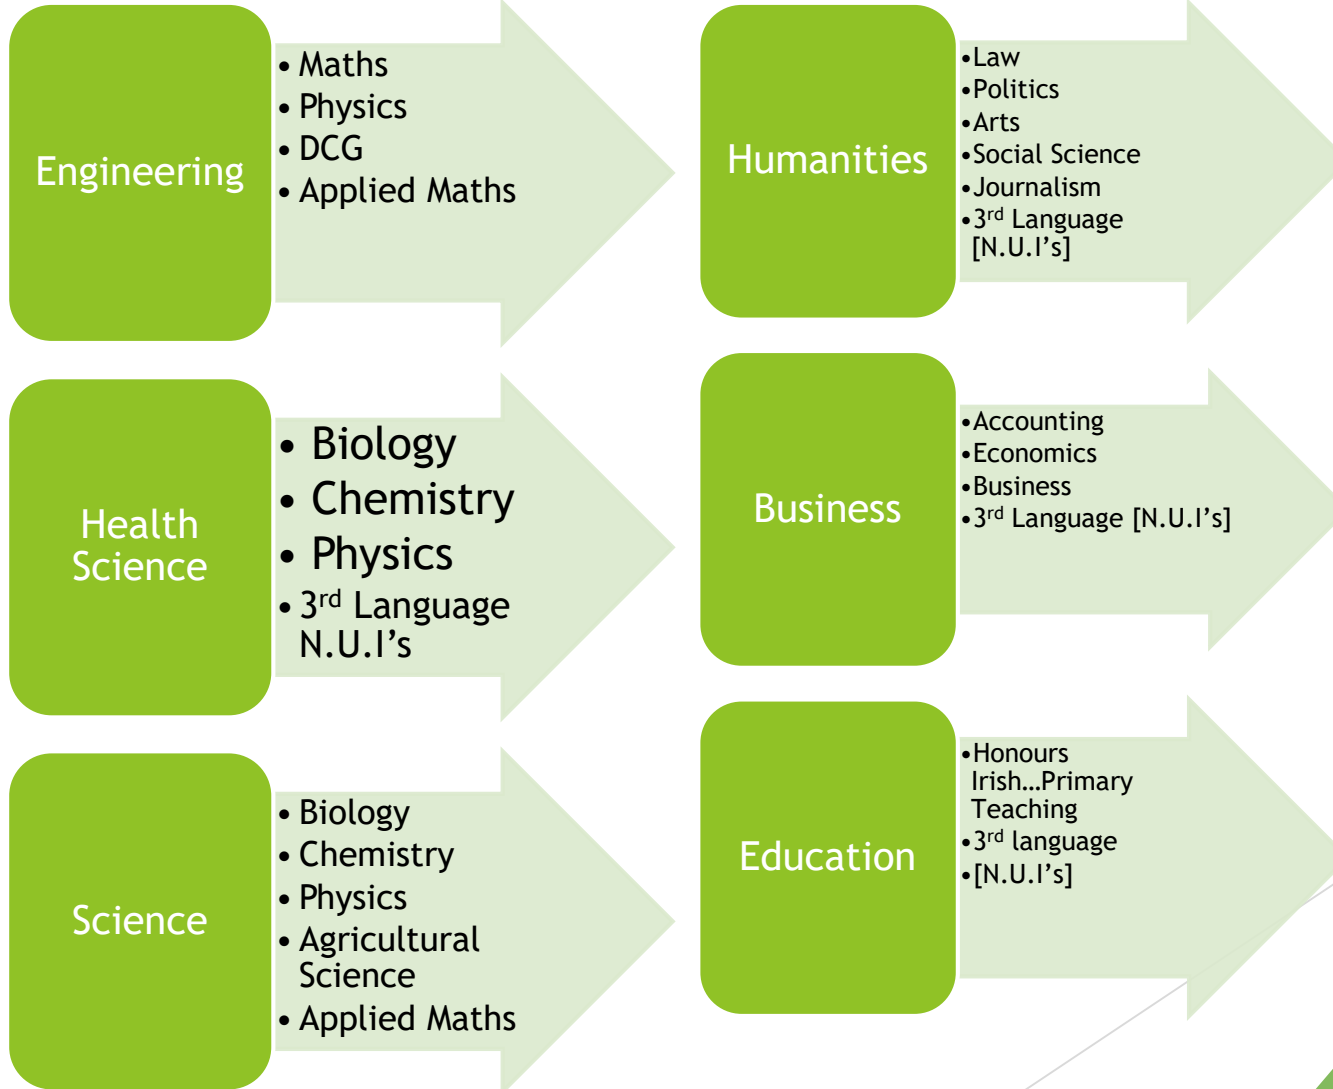 Engineering
• Maths
• Physics
• DCG
• Applied Maths
Health
Science
• Biology
• Chemistry
• Physics
• 3rd Language
N.U.I’s
Science
• Biology
• Chemistry
• Physics
• Agricultural
Science
• Applied Maths
Humanities
•Law
•Politics
•Arts
•Social Science
•Journalism
•3rd Language
[N.U.I’s]
Business
•Accounting
•Economics
•Business
•3rd Language [N.U.I’s]
Education
•Honours
Irish…Primary
Teaching
•3rd language
•[N.U.I’s]